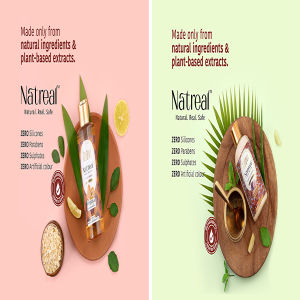 Made only from
natural ingredients &
plant-based extracts.
Nátreal
Natural. Real. Safe
ZERO Silicones
ZERO Parabens
ZERO Sulphates
ZERO Artificial colour
Made only from
natural ingredients &
plant-based extracts.
Nátreal
Natural. Real. Safe
ZERO Silicones
ZERO Parabens
ZERO Sulphates
ZERO Artificial colour